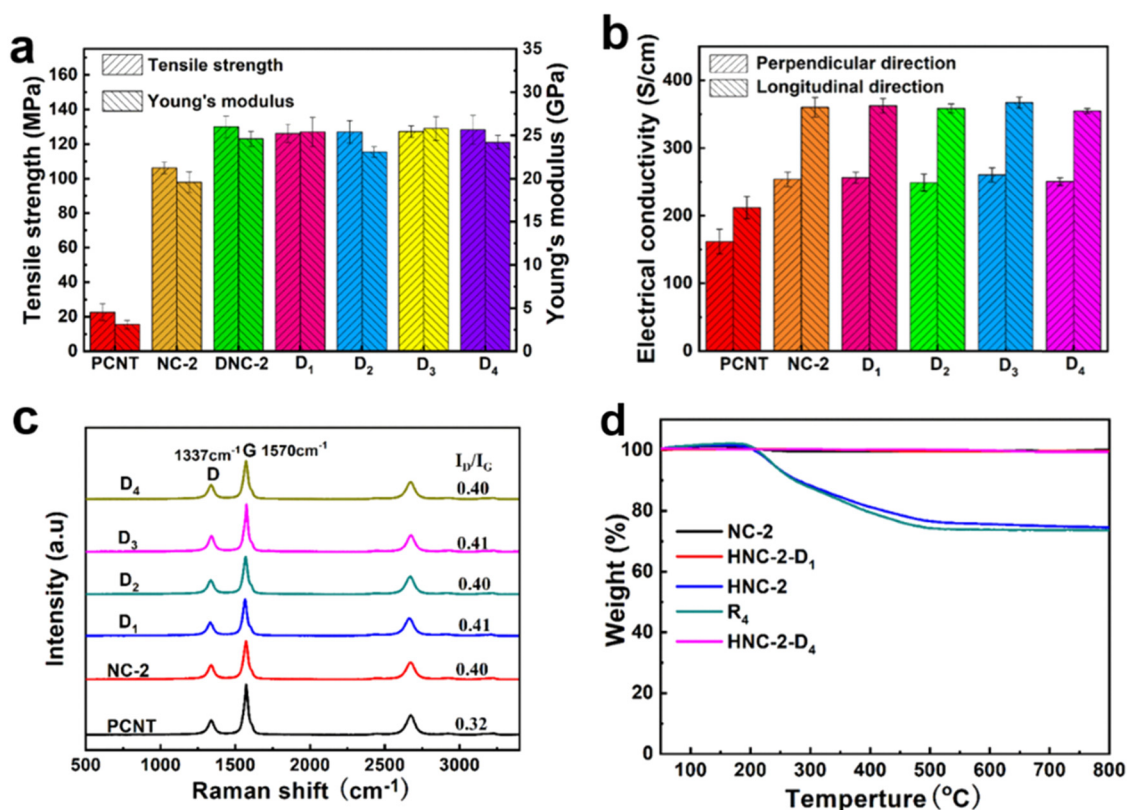 a
Tensile strength (MPa)
0
20
40
60
80
100
120
140
160
Tensile strength
Young's modulus
Young's modulus (GPa)
0
5
10
15
20
25
30
35
PCNT NC-2 DNC-2 D₁ D₂ D₃ D₄
b
Electrical conductivity (S/cm)
0
100
200
300
400
Perpendicular direction
Longitudinal direction
PCNT NC-2 D₁ D₂ D₃ D₄
c
Intensity (a.u)
1337cm⁻¹ G 1570cm⁻¹
D
I_D/I_G
D₄ 0.40
D₃ 0.41
D₂ 0.40
D₁ 0.41
NC-2 0.40
PCNT 0.32
500 1000 1500 2000 2500 3000
Raman shift (cm⁻¹)
d
Weight (%)
100
80
60
40
20
0
NC-2
HNC-2-D₁
HNC-2
R₄
HNC-2-D₄
100 200 300 400 500 600 700 800
Temperture (°C)